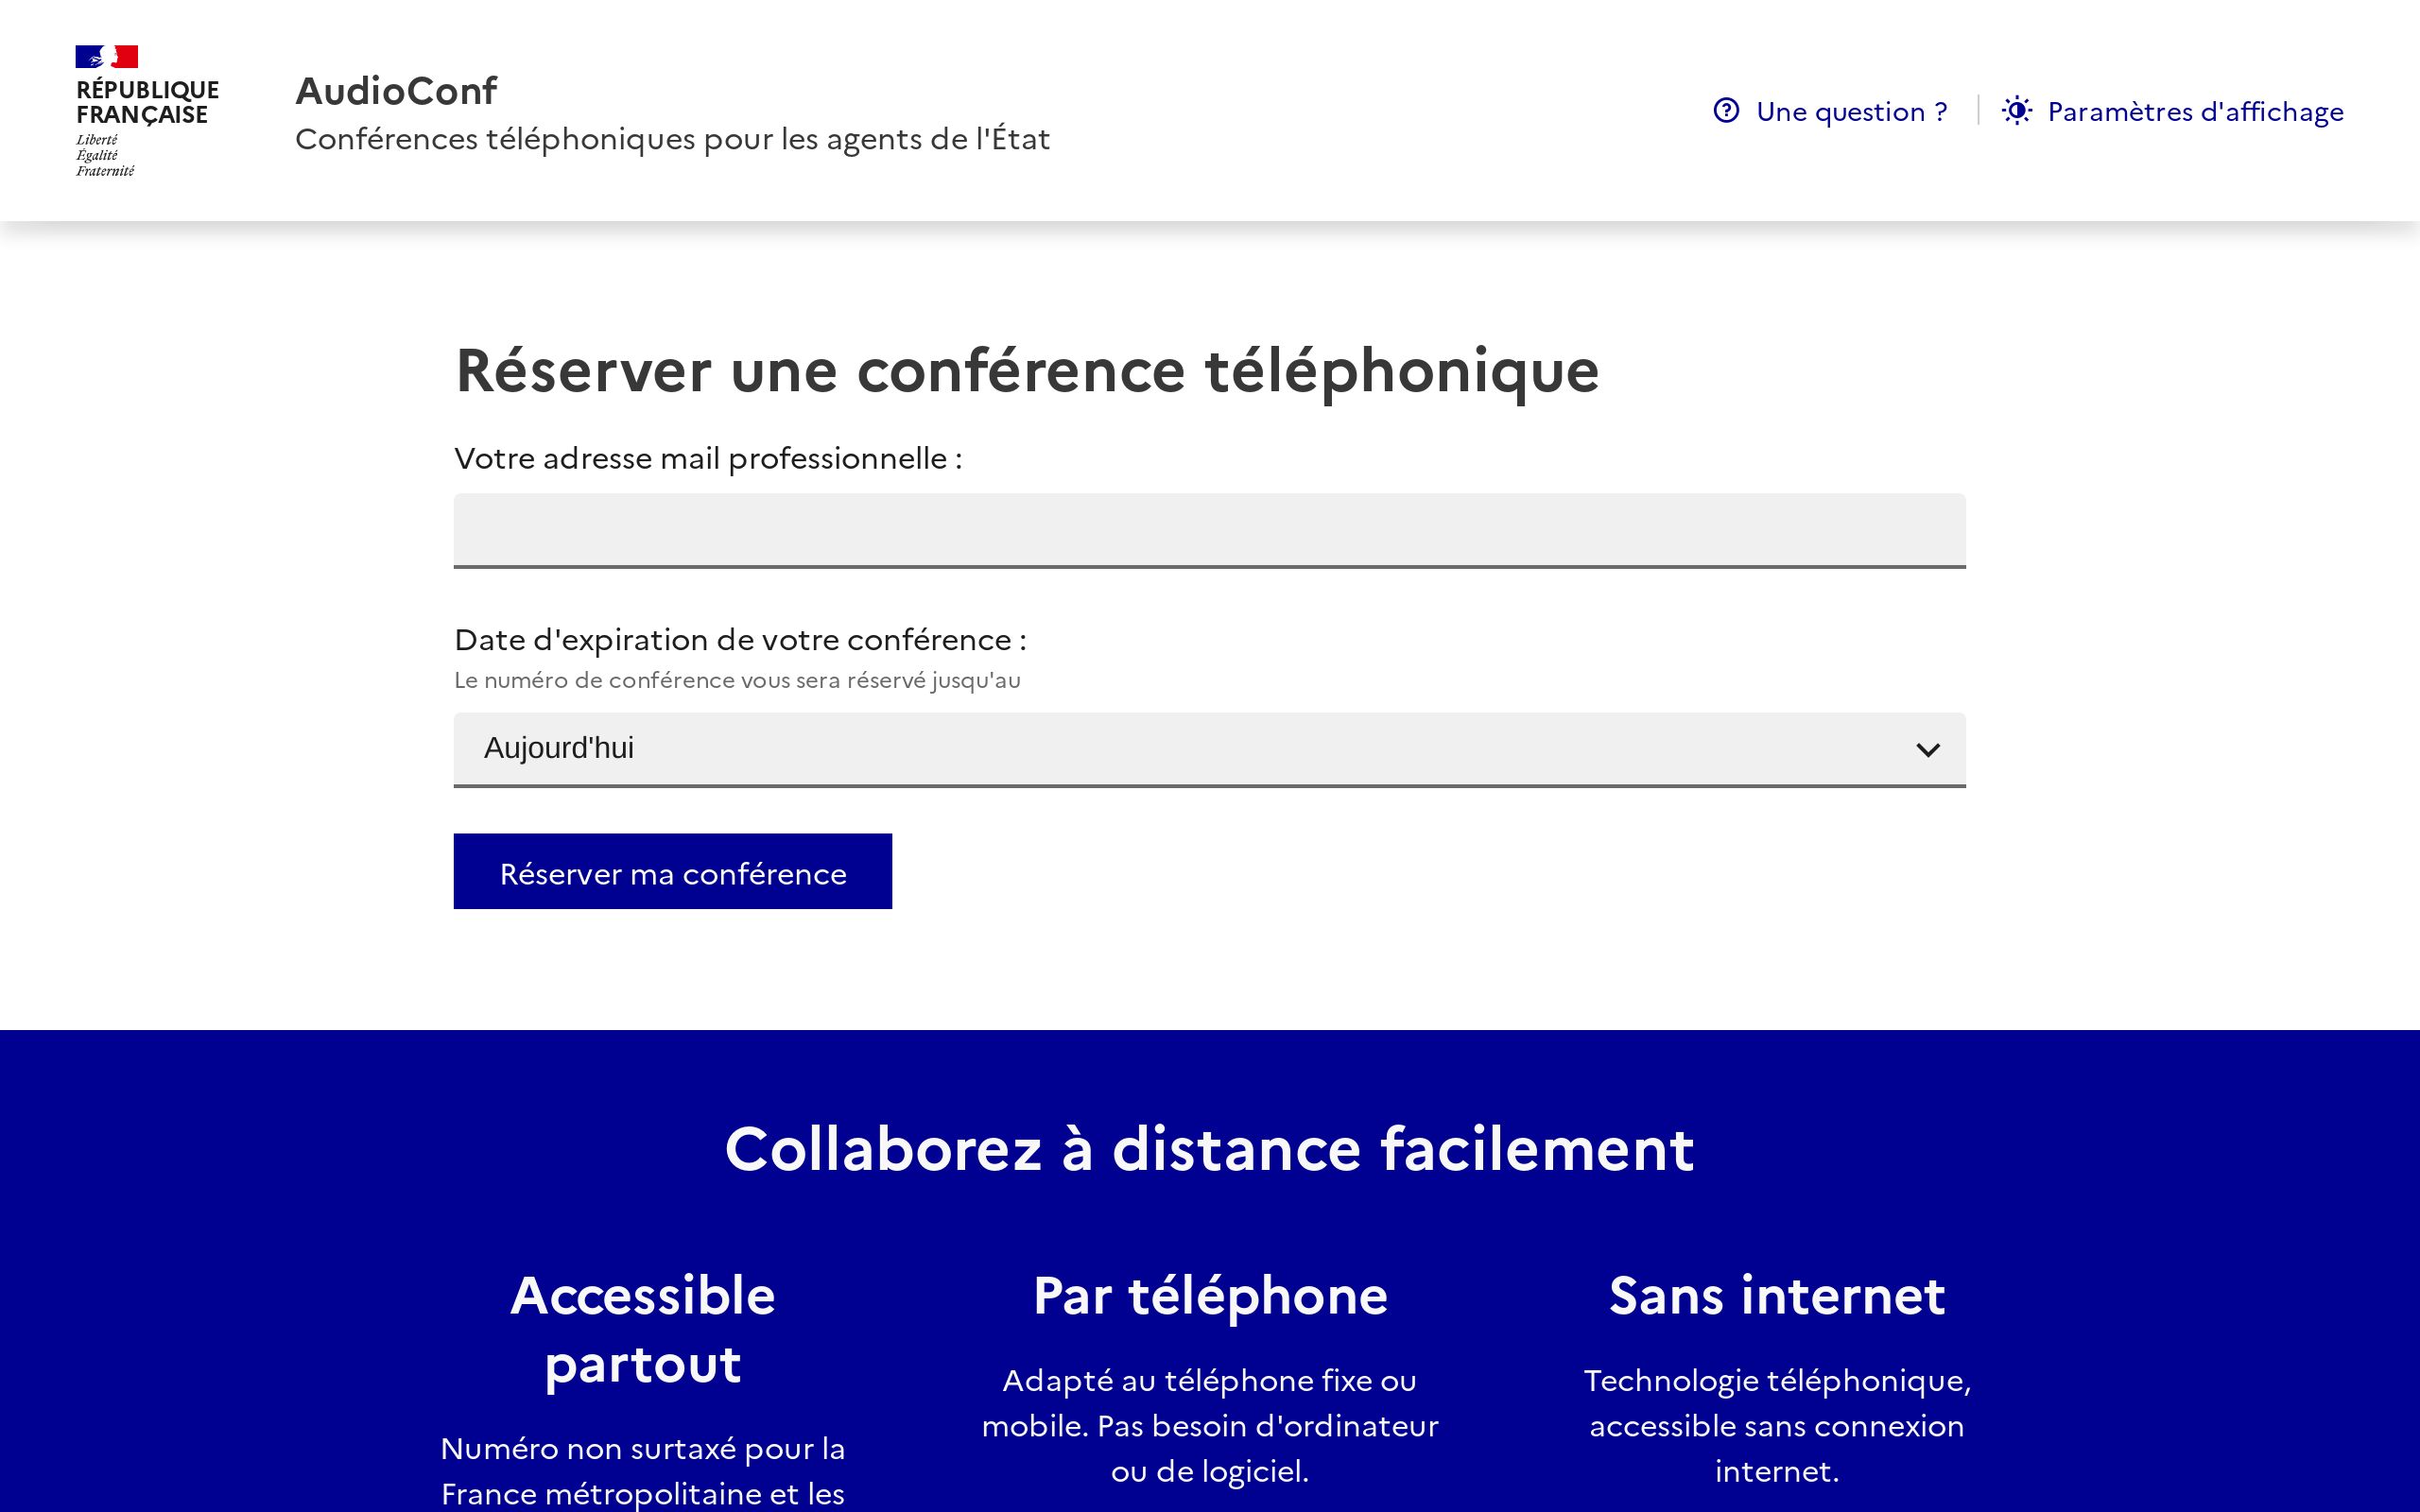 RÉPUBLIQUE
FRANÇAISE
Liberté
Égalité
Fraternité
AudioConf
Conférences téléphoniques pour les agents de l'État
Une question ?
Paramètres d'affichage
Réserver une conférence téléphonique
Votre adresse mail professionnelle :
Date d'expiration de votre conférence :
Le numéro de conférence vous sera réservé jusqu'au
Aujourd'hui
Réserver ma conférence
Collaborez à distance facilement
Accessible
partout
Numéro non surtaxé pour la
France métropolitaine et les
Par téléphone
Adapté au téléphone fixe ou
mobile. Pas besoin d'ordinateur
ou de logiciel.
Sans internet
Technologie téléphonique,
accessible sans connexion
internet.